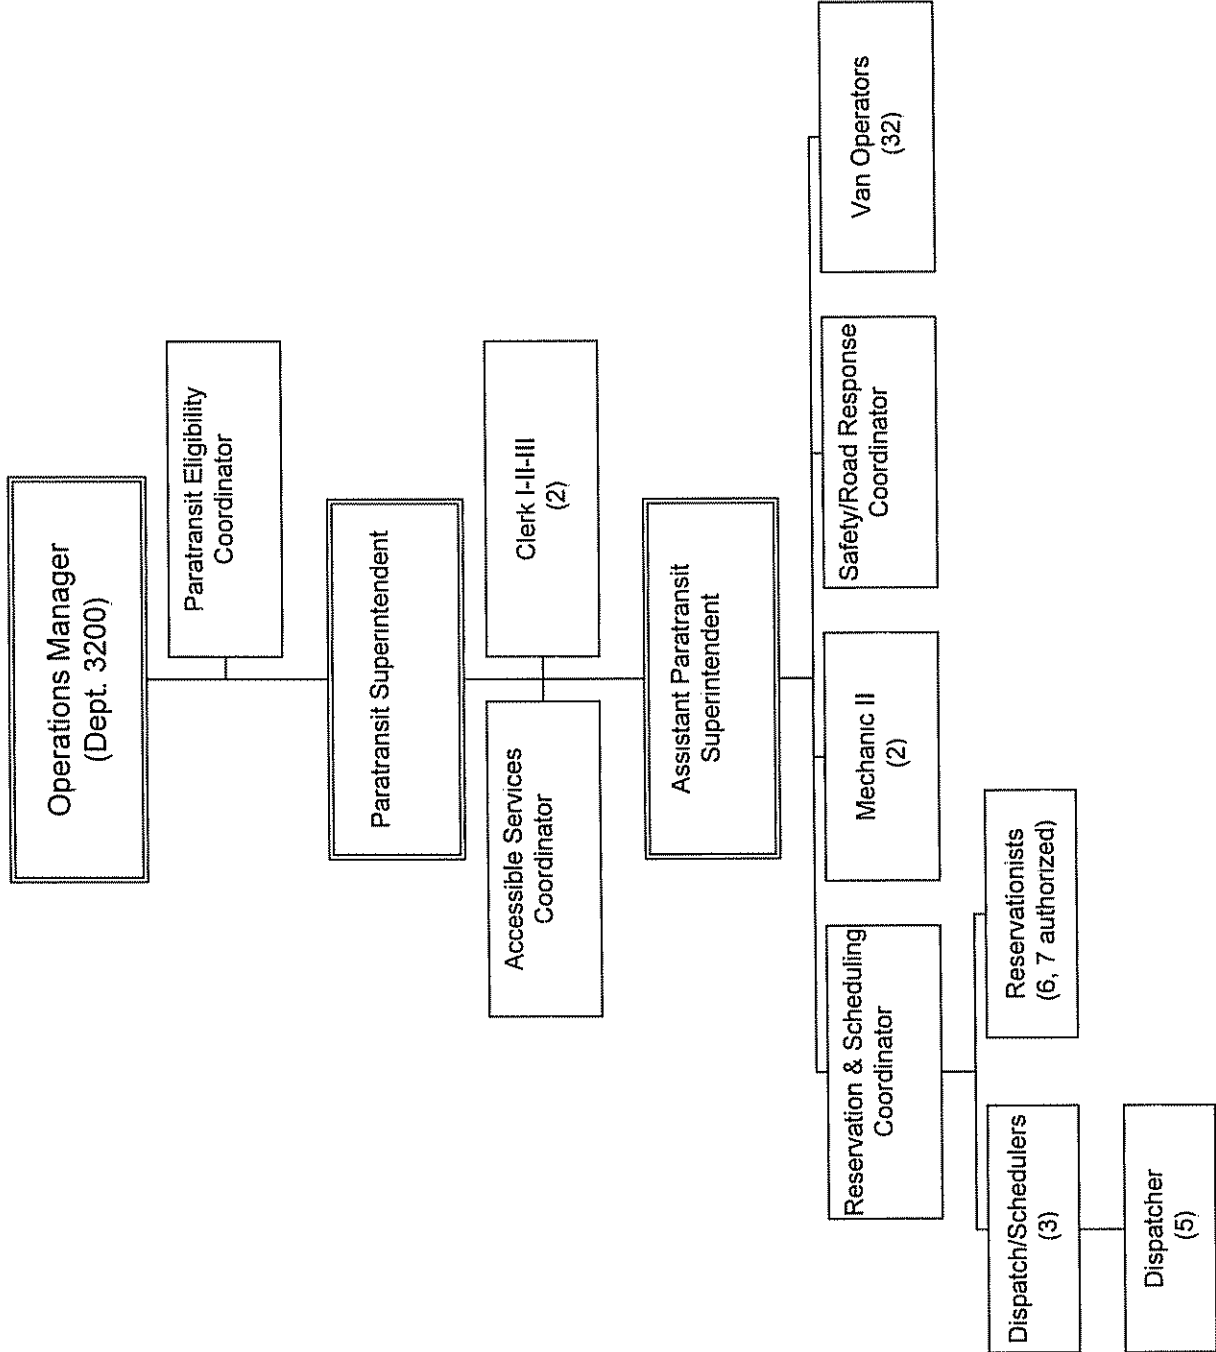 Operations Manager
(Dept. 3200)
Paratransit Eligibility
Coordinator
Paratransit Superintendent
Accessible Services
Coordinator
Clerk I-II-III
(2)
Assistant Paratransit
Superintendent
Reservation & Scheduling
Coordinator
Mechanic II
(2)
Safety/Road Response
Coordinator
Van Operators
(32)
Dispatch/Schedulers
(3)
Reservationists
(6, 7 authorized)
Dispatcher
(5)